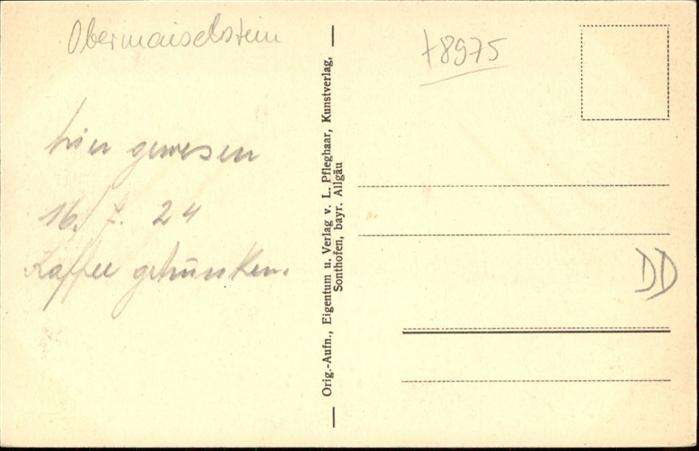 Obermaiselstein
hier gewesen
16. 7. 24
Kaffee getrunken.
Orig.-Aufn., Eigentum u. Verlag v. L. Pfleghaar, Kunstverlag,
Sonthofen, bayr. Allgäu
+8975
DD